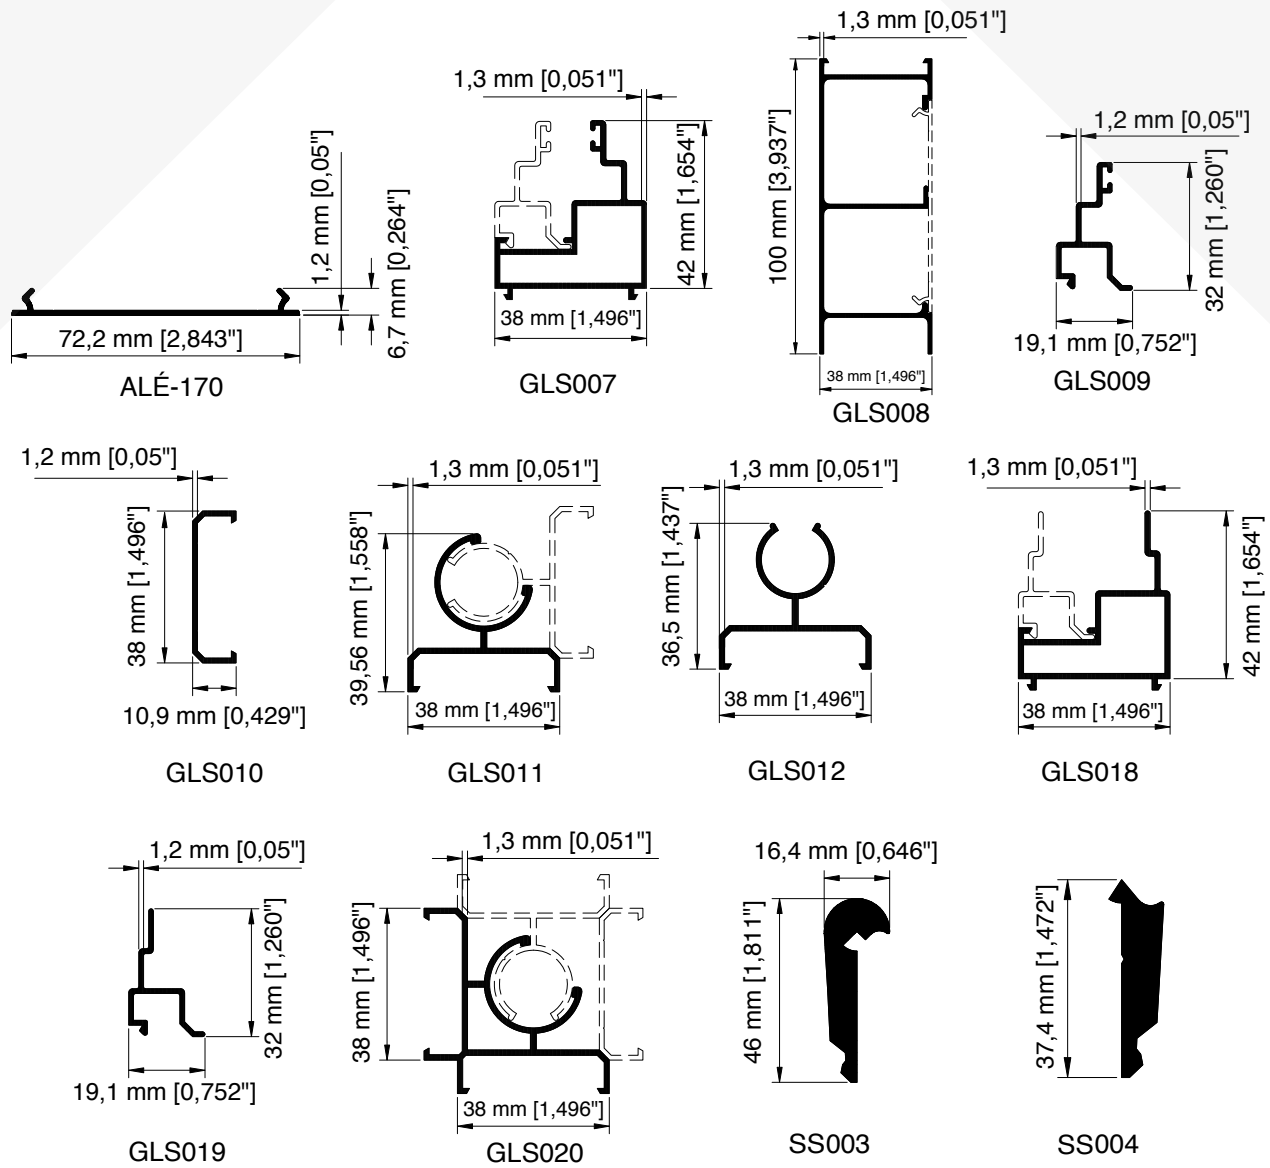 1,2 mm [0,05"]
6,7 mm [0,264"]
72,2 mm [2,843"]
ALÉ-170
1,3 mm [0,051"]
42 mm [1,654"]
38 mm [1,496"]
GLS007
1,3 mm [0,051"]
100 mm [3,937"]
38 mm [1,496"]
GLS008
1,2 mm [0,05"]
32 mm [1,260"]
19,1 mm [0,752"]
GLS009
1,2 mm [0,05"]
38 mm [1,496"]
10,9 mm [0,429"]
GLS010
1,3 mm [0,051"]
39,56 mm [1,558"]
38 mm [1,496"]
GLS011
1,3 mm [0,051"]
36,5 mm [1,437"]
38 mm [1,496"]
GLS012
1,3 mm [0,051"]
42 mm [1,654"]
38 mm [1,496"]
GLS018
1,2 mm [0,05"]
32 mm [1,260"]
19,1 mm [0,752"]
GLS019
1,3 mm [0,051"]
38 mm [1,496"]
38 mm [1,496"]
GLS020
16,4 mm [0,646"]
46 mm [1,811"]
SS003
37,4 mm [1,472"]
SS004